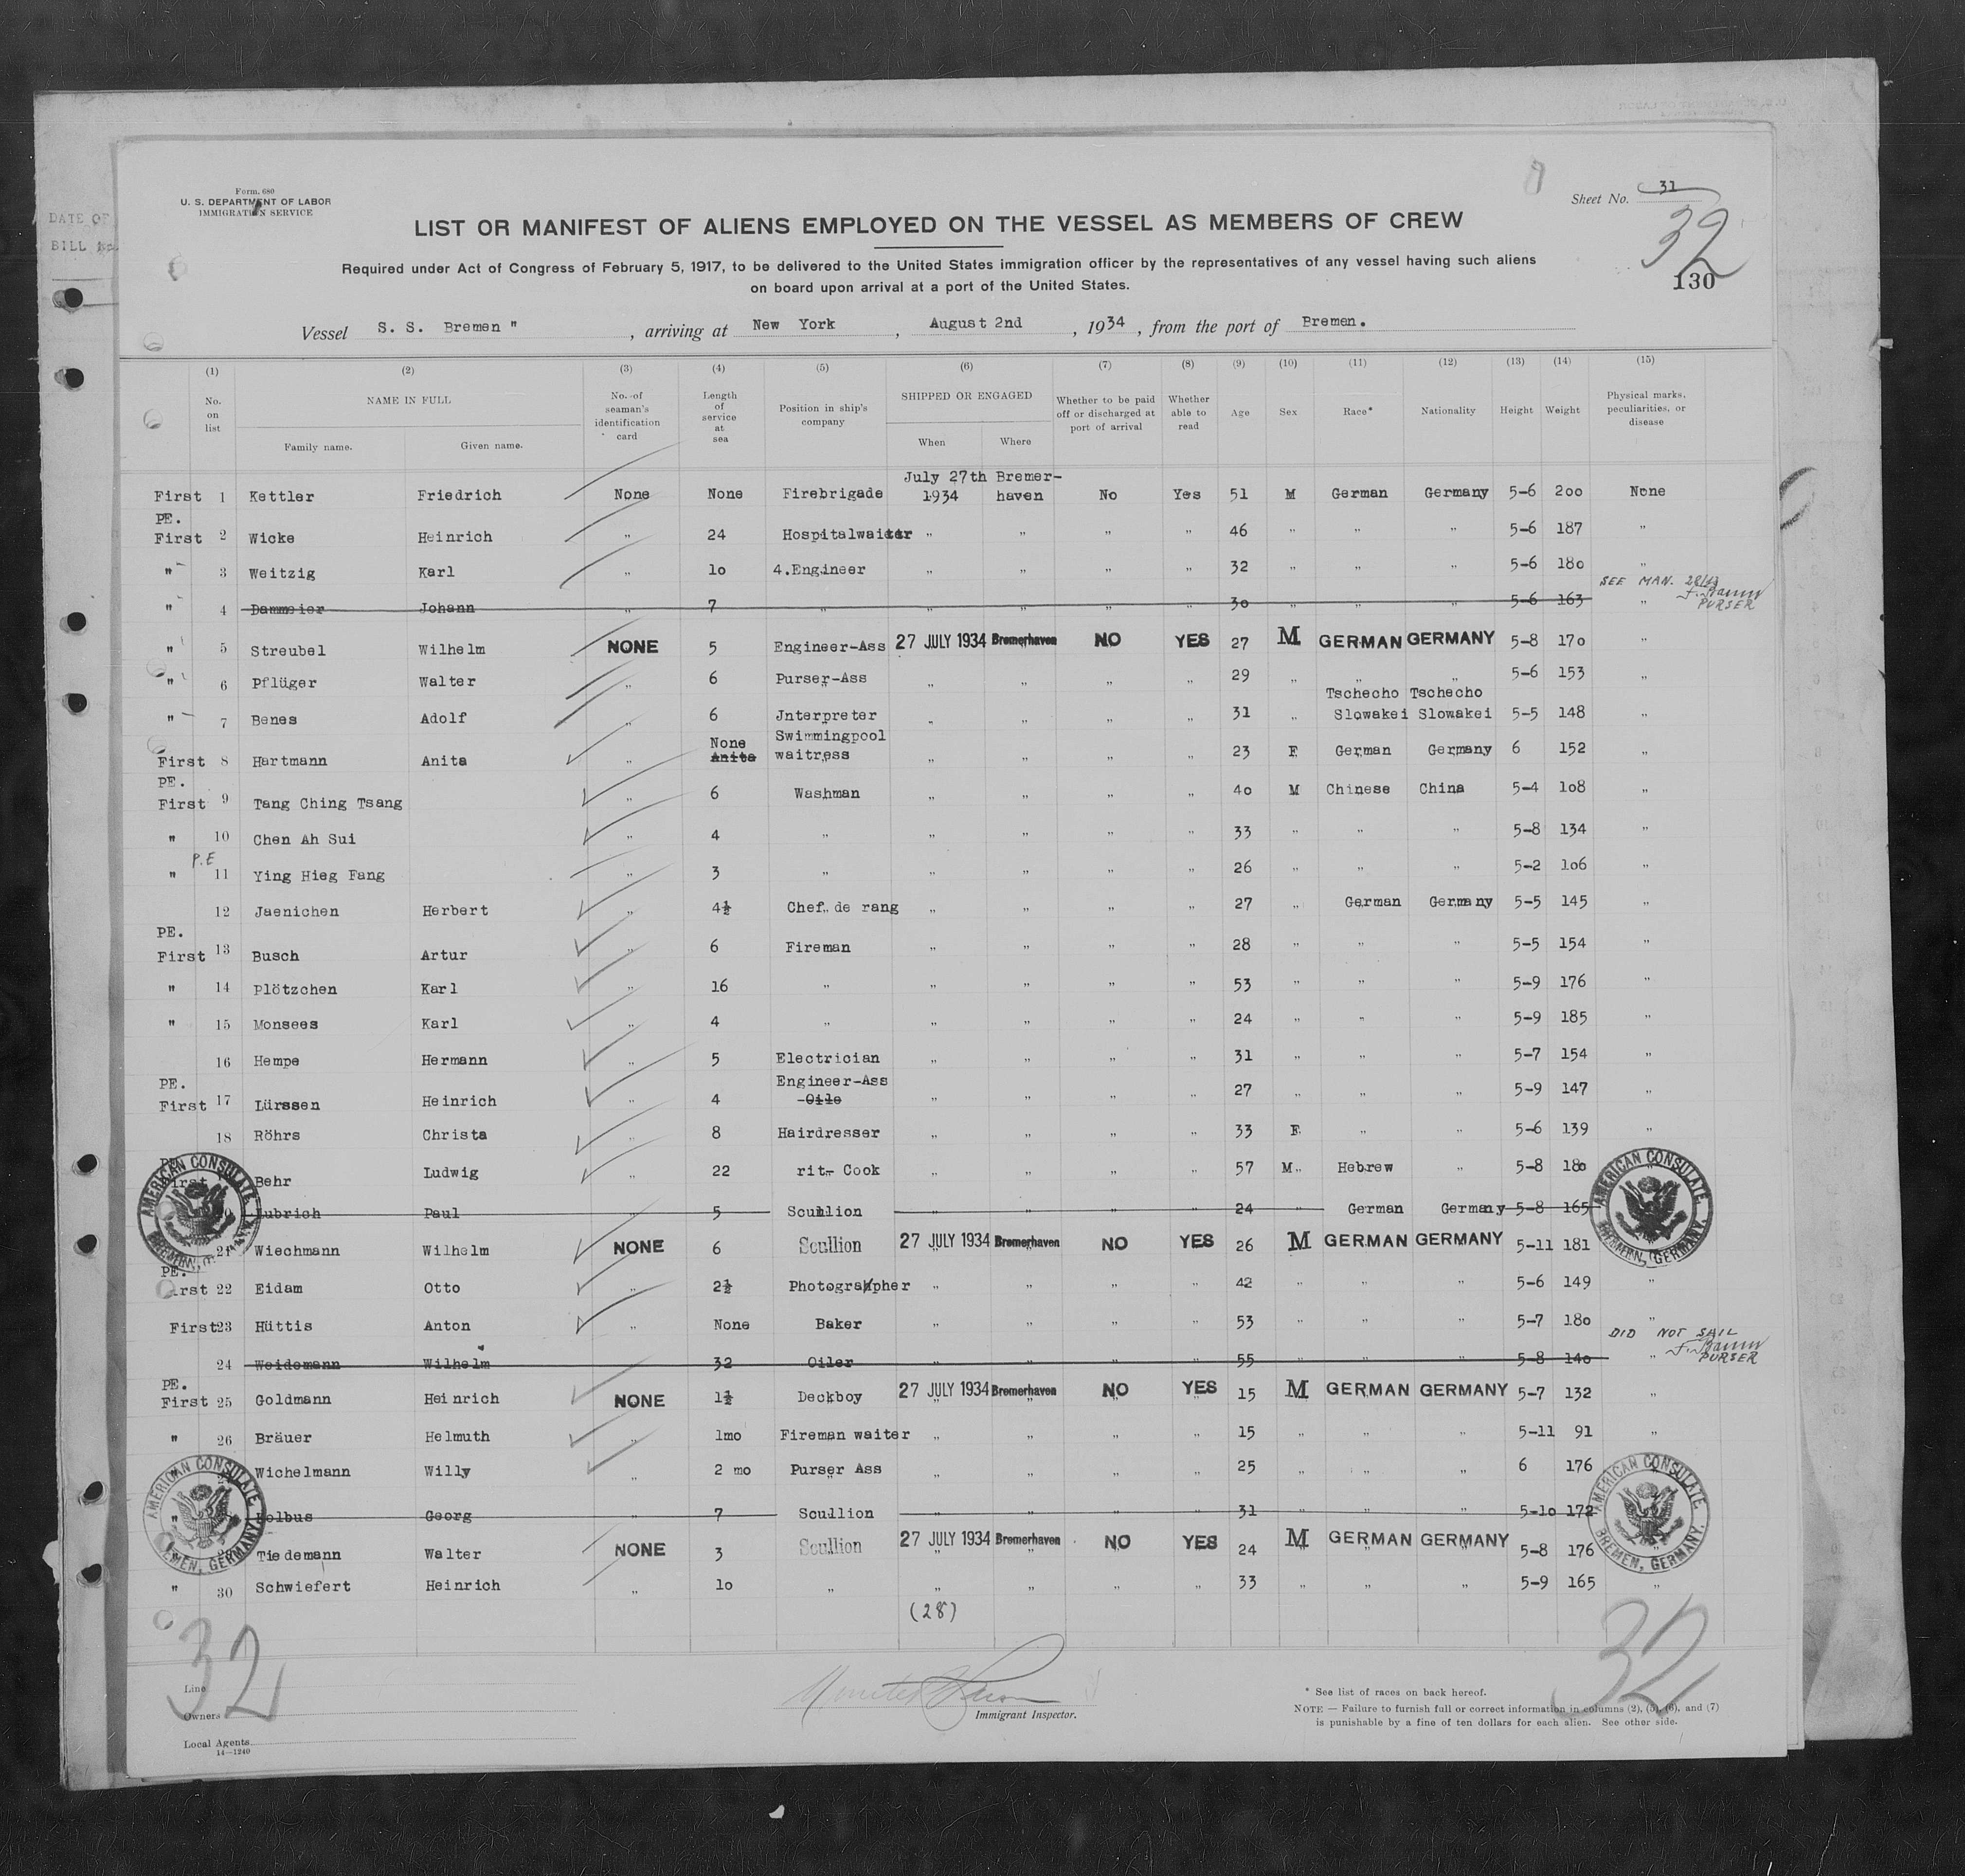 DATE OF
BILL
Form. 680
U. S. DEPARTMENT OF LABOR
IMMIGRATION SERVICE
Sheet No. 31
32
130
LIST OR MANIFEST OF ALIENS EMPLOYED ON THE VESSEL AS MEMBERS OF CREW
Required under Act of Congress of February 5, 1917, to be delivered to the United States immigration officer by the representatives of any vessel having such aliens
on board upon arrival at a port of the United States.
Vessel S. S. Bremen " , arriving at New York , August 2nd , 1934 , from the port of Bremen.
(1) (2) (3) (4) (5) (6) (7) (8) (9) (10) (11) (12) (13) (14) (15)
No. on list NAME IN FULL No. of seaman's identification card Length of service at sea Position in ship's company SHIPPED OR ENGAGED Whether to be paid off or discharged at port of arrival Whether able to read Age Sex Race* Nationality Height Weight Physical marks, peculiarities, or disease
Family name. Given name. When Where
First 1 Kettler Friedrich None None Firebrigade July 27th 1934 Bremer-haven No Yes 51 M German Germany 5-6 200 None
PE.
First 2 Wicke Heinrich " 24 Hospitalwaiter " " " " 46 " " " 5-6 187 "
" 3 Weitzig Karl " 10 4.Engineer " " " " 32 " " " 5-6 180 "
SEE MAN. 28/13
" 4 Dammeier Johann " 7 " " " " " 30 " " " 5-6 163 " PURSER
" 5 Streubel Wilhelm NONE 5 Engineer-Ass 27 JULY 1934 Bremerhaven NO YES 27 M GERMAN GERMANY 5-8 170 "
" 6 Pflüger Walter " 6 Purser-Ass " " " " 29 " " " 5-6 153 "
" 7 Benes Adolf " 6 Jnterpreter " " " " 31 " Tschecho Slowakei Tschecho Slowakei 5-5 148 "
First 8 Hartmann Anita " None Anita Swimmingpool waitress " " " " 23 F German Germany 6 152 "
PE.
First 9 Tang Ching Tsang " 6 Washman " " " " 40 M Chinese China 5-4 108 "
" 10 Chen Ah Sui " 4 " " " " " 33 " " " 5-8 134 "
P.E
" 11 Ying Hieg Fang " 3 " " " " " 26 " " " 5-2 106 "
12 Jaenichen Herbert " 4½ Chef de rang " " " " 27 " German Germany 5-5 145 "
PE.
First 13 Busch Artur " 6 Fireman " " " " 28 " " " 5-5 154 "
" 14 Plötzchen Karl " 16 " " " " " 53 " " " 5-9 176 "
" 15 Monsees Karl " 4 " " " " " 24 " " " 5-9 185 "
16 Hempe Hermann " 5 Electrician " " " " 31 " " " 5-7 154 "
PE.
First 17 Lürssen Heinrich " 4 Engineer-Ass -Oile " " " " 27 " " " 5-9 147 "
18 Röhrs Christa " 8 Hairdresser " " " " 33 F " " 5-6 139 "
PE.
First Behr Ludwig " 22 rit- Cook " " " " 57 M Hebrew " 5-8 180
Lubrich Paul 5 Scullion " " " " 24 " German Germany 5-8 165
21 Wiechmann Wilhelm NONE 6 Scullion 27 JULY 1934 Bremerhaven NO YES 26 M GERMAN GERMANY 5-11 181
PE.
First 22 Eidam Otto " 2½ Photographer " " " " 42 " " " 5-6 149 "
First 23 Hüttis Anton " None Baker " " " " 53 " " " 5-7 180 "
DID NOT SAIL
24 Weidemann Wilhelm 32 Oiler " " " " 55 " " " 5-8 140 " PURSER
PE.
First 25 Goldmann Heinrich NONE 1½ Deckboy 27 JULY 1934 Bremerhaven NO YES 15 M GERMAN GERMANY 5-7 132 "
" 26 Bräuer Helmuth " 1mo Fireman waiter " " " " 15 " " " 5-11 91 "
" Wichelmann Willy " 2 mo Purser Ass " " " " 25 " " " 6 176
" Holbus Georg " 7 Scullion " " " " 31 " " " 5-10 172
Tiedemann Walter NONE 3 Scullion 27 JULY 1934 Bremerhaven NO YES 24 M GERMAN GERMANY 5-8 176
" 30 Schwiefert Heinrich " 10 " " " " " 33 " " " 5-9 165 "
(28)
AMERICAN CONSULATE
BREMEN, GERMANY.
AMERICAN CONSULATE
BREMEN, GERMANY.
AMERICAN CONSULATE
BREMEN, GERMANY.
AMERICAN CONSULATE
BREMEN, GERMANY.
32
32
Line
Owners
Local Agents
14—1240
Immigrant Inspector.
* See list of races on back hereof.
NOTE — Failure to furnish full or correct information in columns (2), (5), (6), and (7)
is punishable by a fine of ten dollars for each alien. See other side.